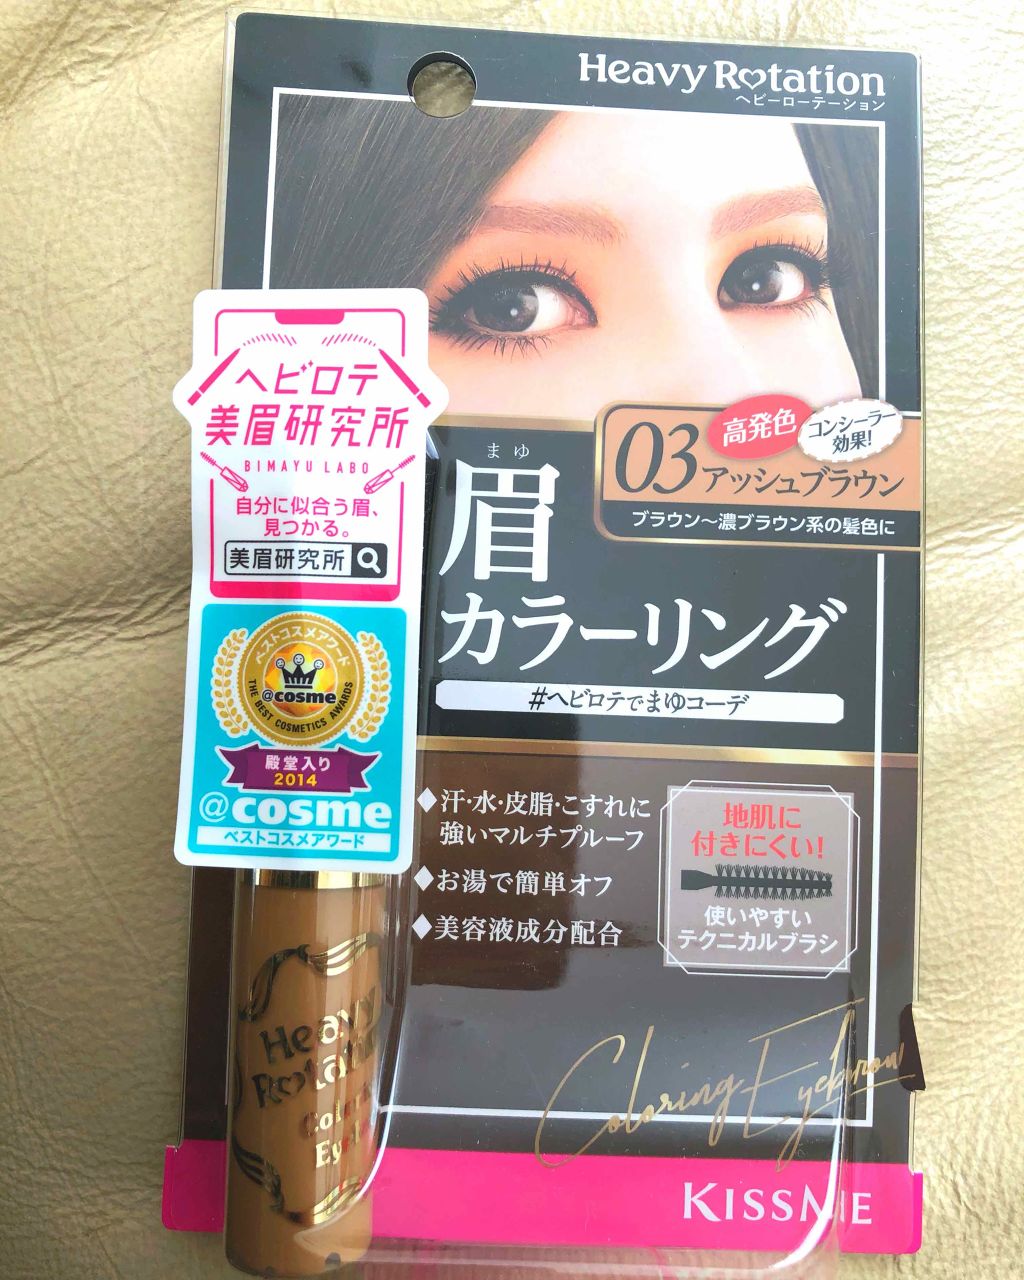 Heavy Rotation
ヘビーローテーション
ヘビロテ
美眉研究所
BIMAYU LABO
自分に似合う眉、
見つかる。
美眉研究所
ベストコスメアワード
@cosme
THE BEST COSMETICS AWARDS
殿堂入り
2014
@cosme
ベストコスメアワード
高発色
コンシーラー
効果!
03 アッシュブラウン
ブラウン〜濃ブラウン系の髪色に
まゆ
眉
カラーリング
#ヘビロテでまゆコーデ
◆汗・水・皮脂・こすれに
強いマルチプルーフ
◆お湯で簡単オフ
◆美容液成分配合
地肌に
付きにくい!
使いやすい
テクニカルブラシ
Heavy
Rotation
Coloring Eyebrow
KISSME